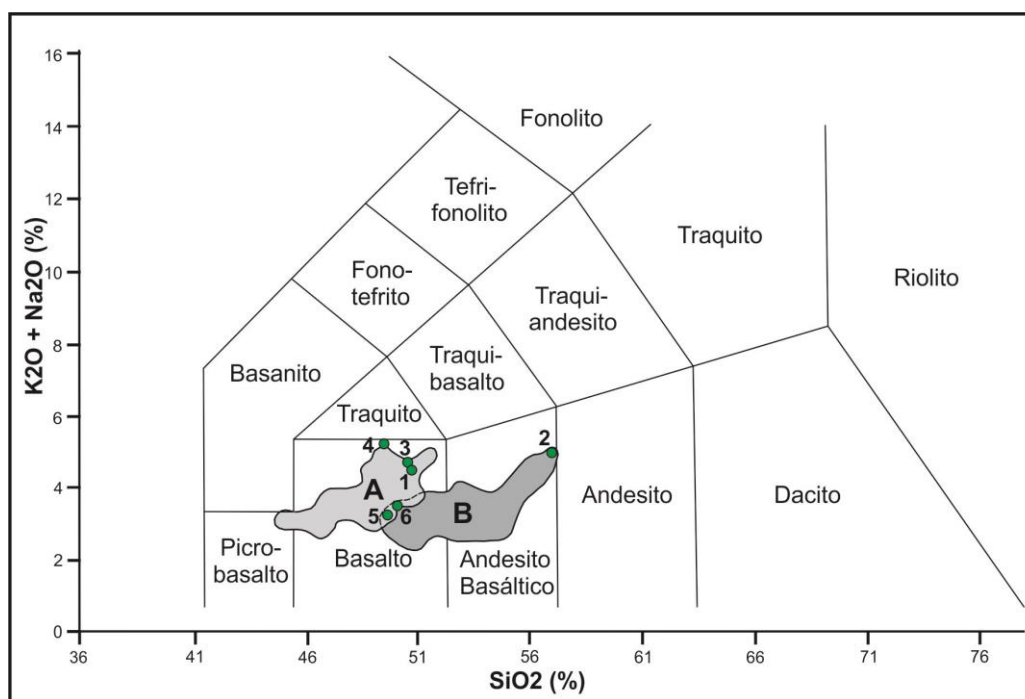 16
14
12
10
8
6
4
2
0
K2O + Na2O (%)
Fonolito
Tefri-
fonolito
Fono-
tefrito
Basanito
Traqui-
andesito
Traquito
Riolito
Traqui-
basalto
Traquito
4
3
1
2
A
B
5
6
Picro-
basalto
Basalto
Andesito
Basáltico
Andesito
Dacito
36
41
46
51
56
61
66
71
76
SiO2 (%)